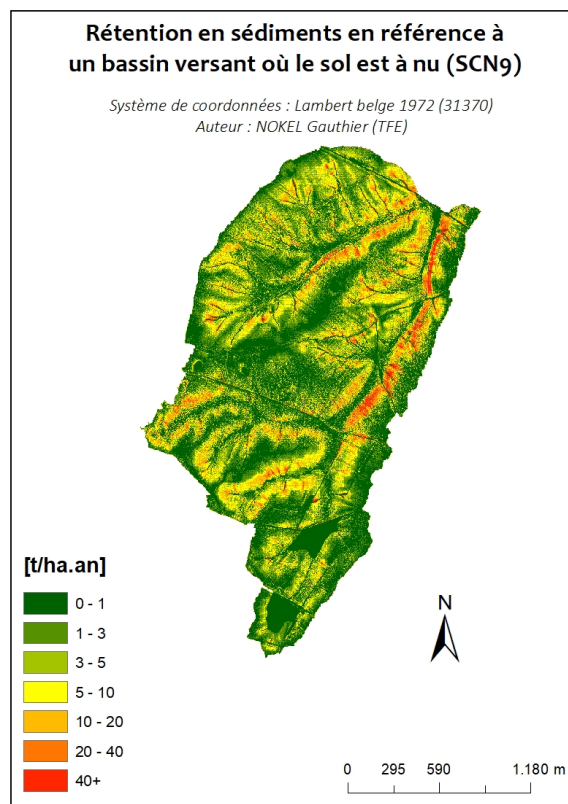 Rétention en sédiments en référence à
un bassin versant où le sol est à nu (SCN9)
Système de coordonnées : Lambert belge 1972 (31370)
Auteur : NOKEL Gauthier (TFE)
[t/ha.an]
0 - 1
1 - 3
3 - 5
5 - 10
10 - 20
20 - 40
40+
N
0 295 590 1.180 m